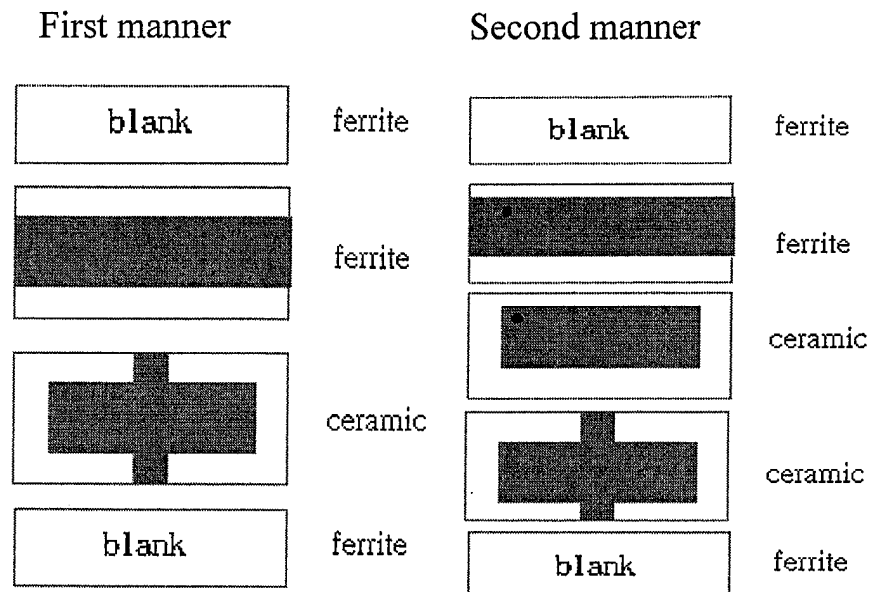 First manner
blank
ferrite
ferrite
ceramic
blank
ferrite
Second manner
blank
ferrite
ferrite
ceramic
ceramic
blank
ferrite